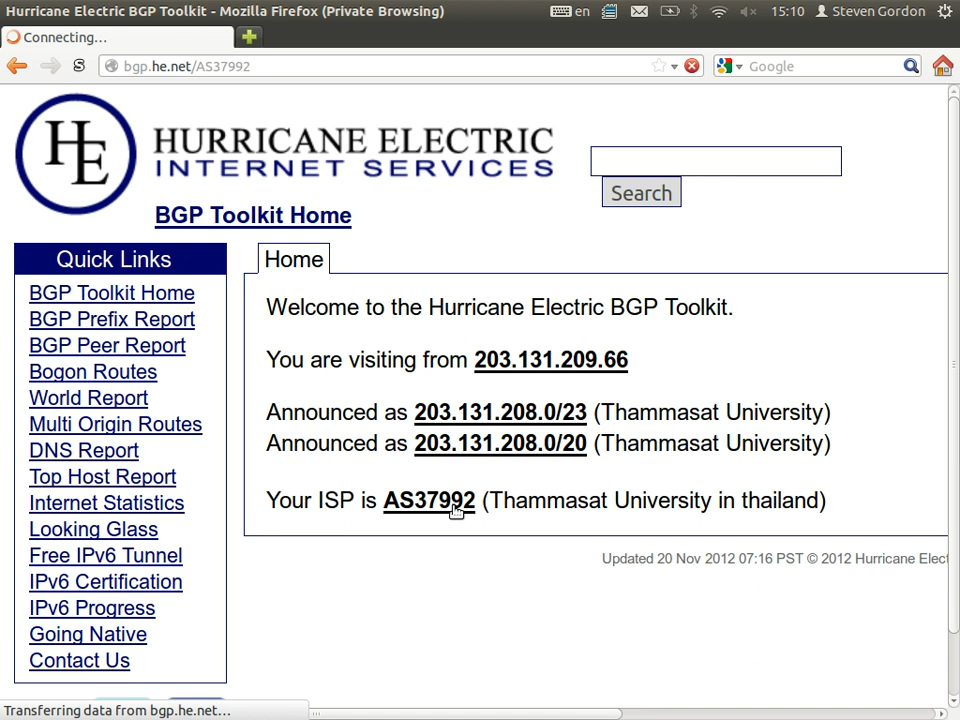 Hurricane Electric BGP Toolkit - Mozilla Firefox (Private Browsing)
en
15:10
Steven Gordon
Connecting...
S
bgp.he.net/AS37992
Google
HE
HURRICANE ELECTRIC
INTERNET SERVICES
Search
BGP Toolkit Home
Quick Links
BGP Toolkit Home
BGP Prefix Report
BGP Peer Report
Bogon Routes
World Report
Multi Origin Routes
DNS Report
Top Host Report
Internet Statistics
Looking Glass
Free IPv6 Tunnel
IPv6 Certification
IPv6 Progress
Going Native
Contact Us
Home
Welcome to the Hurricane Electric BGP Toolkit.
You are visiting from 203.131.209.66
Announced as 203.131.208.0/23 (Thammasat University)
Announced as 203.131.208.0/20 (Thammasat University)
Your ISP is AS37992 (Thammasat University in thailand)
Updated 20 Nov 2012 07:16 PST © 2012 Hurricane Elect
Transferring data from bgp.he.net...